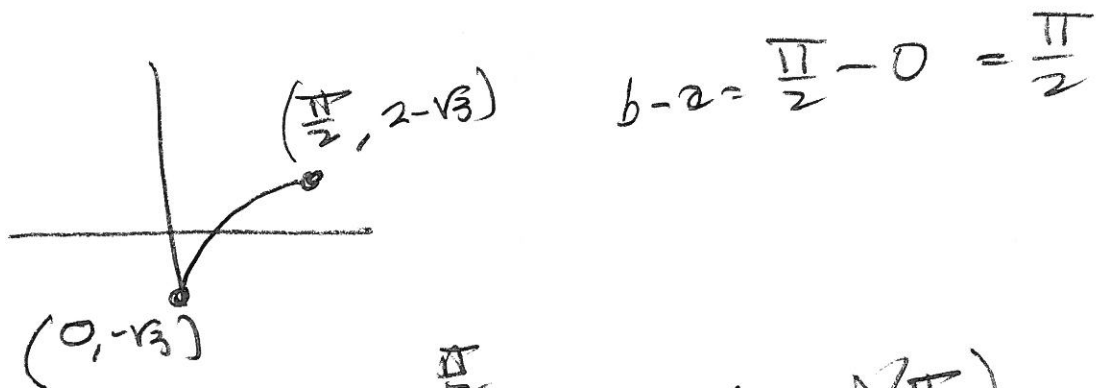 (π/2, 2-√3)
b-a = π/2 - 0 = π/2
(0, -√3)